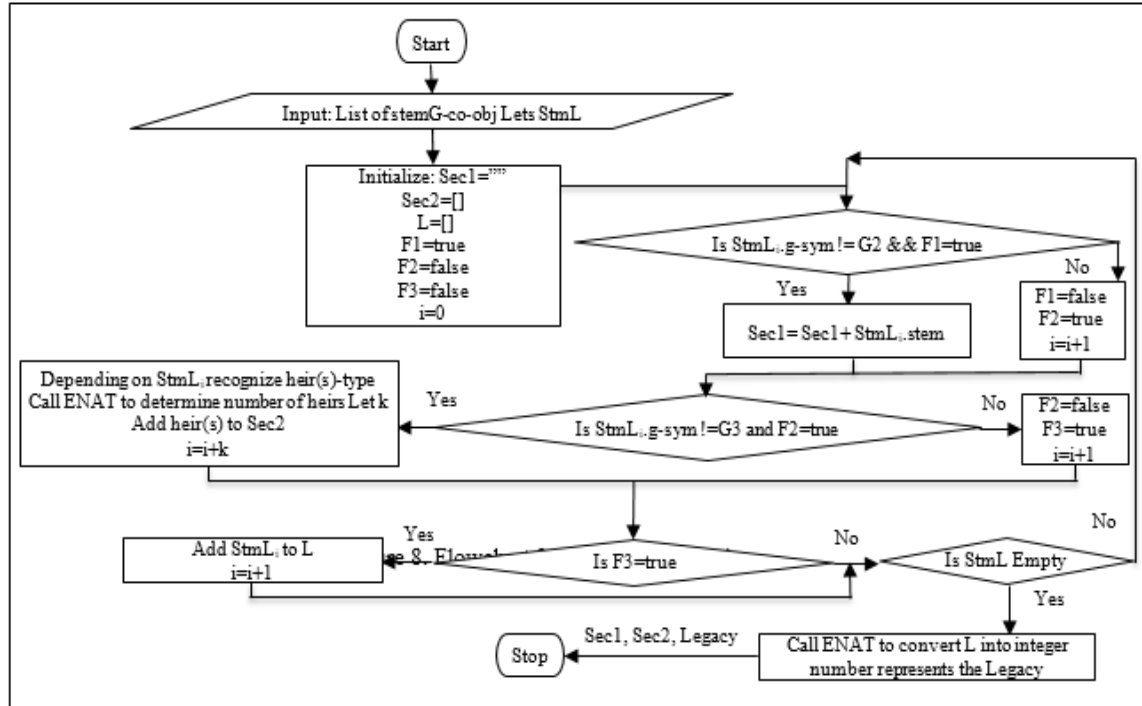 Start
Input: List of stemG-co-obj Lets StmL
Initialize: Sec1=””
Sec2=[]
L=[]
F1=true
F2=false
F3=false
i=0
Is StmLᵢ.g-sym != G2 && F1=true
No
Yes
F1=false
F2=true
i=i+1
Sec1= Sec1+ StmLᵢ.stem
Depending on StmLᵢ recognize heir(s)-type
Call ENAT to determine number of heirs Let k
Add heir(s) to Sec2
i=i+k
Yes
Is StmLᵢ.g-sym !=G3 and F2=true
No
F2=false
F3=true
i=i+1
Add StmLᵢ to L
i=i+1
Yes
8. Flowchart
Is F3=true
No
Is StmL Empty
No
Yes
Call ENAT to convert L into integer
number represents the Legacy
Sec1, Sec2, Legacy
Stop